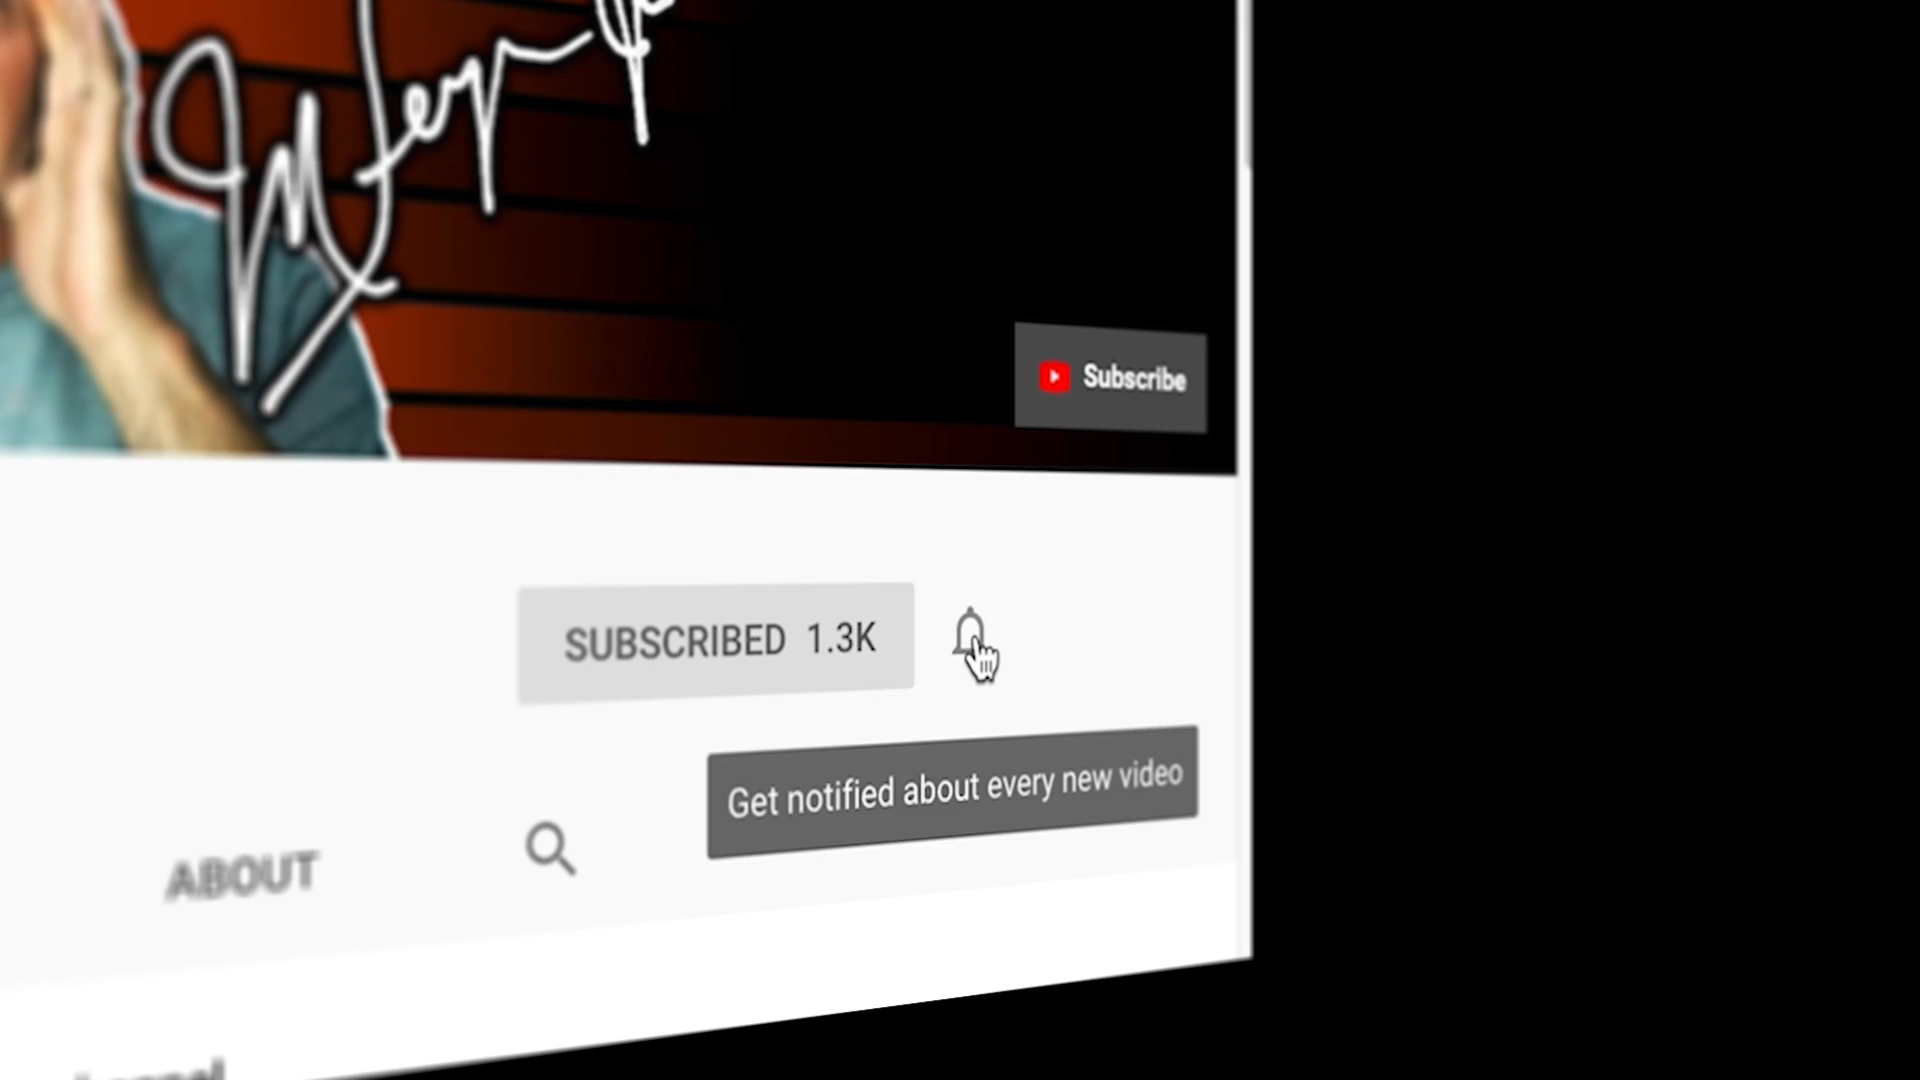 Subscribe
SUBSCRIBED 1.3K
Get notified about every new video
ABOUT